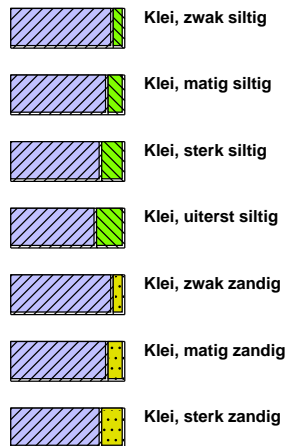 Klei, zwak siltig
Klei, matig siltig
Klei, sterk siltig
Klei, uiterst siltig
Klei, zwak zandig
Klei, matig zandig
Klei, sterk zandig